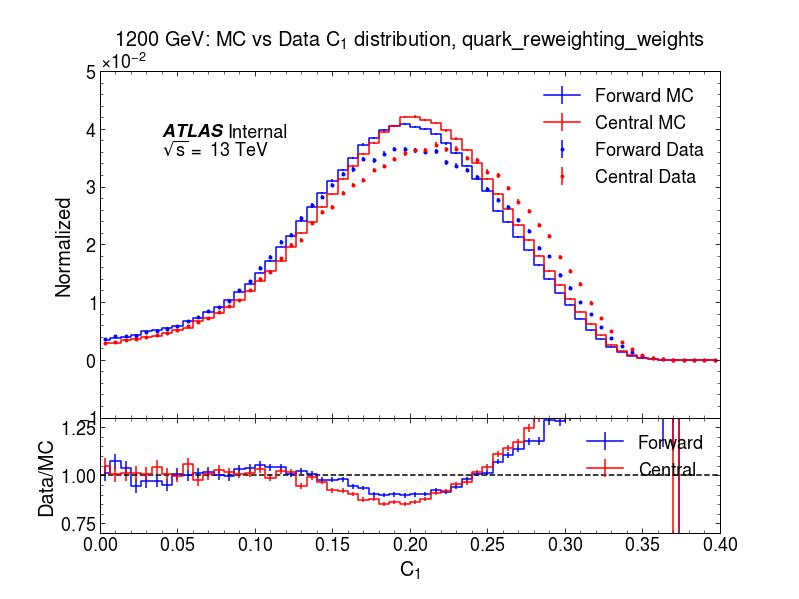 1200 GeV: MC vs Data C₁ distribution, quark_reweighting_weights
×10⁻²
5
4
3
2
1
0
−1
Normalized
ATLAS Internal
√s = 13 TeV
Forward MC
Central MC
Forward Data
Central Data
1.25
1.00
0.75
Data/MC
Forward
Central
0.00 0.05 0.10 0.15 0.20 0.25 0.30 0.35 0.40
C₁